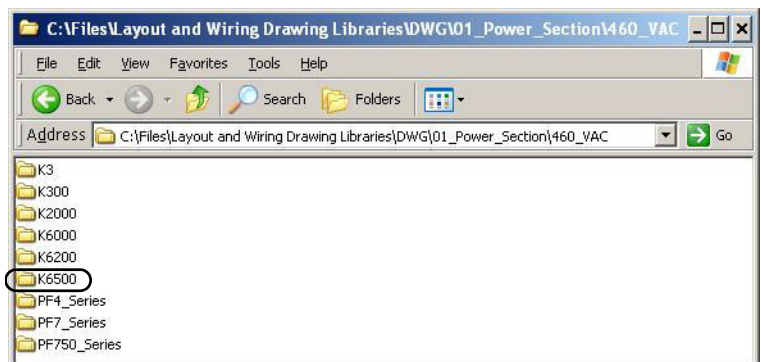 C:\Files\Layout and Wiring Drawing Libraries\DWG\01_Power_Section\460_VAC
File Edit View Favorites Tools Help
Back Search Folders
Address C:\Files\Layout and Wiring Drawing Libraries\DWG\01_Power_Section\460_VAC Go
K3
K300
K2000
K6000
K6200
K6500
PF4_Series
PF7_Series
PF750_Series